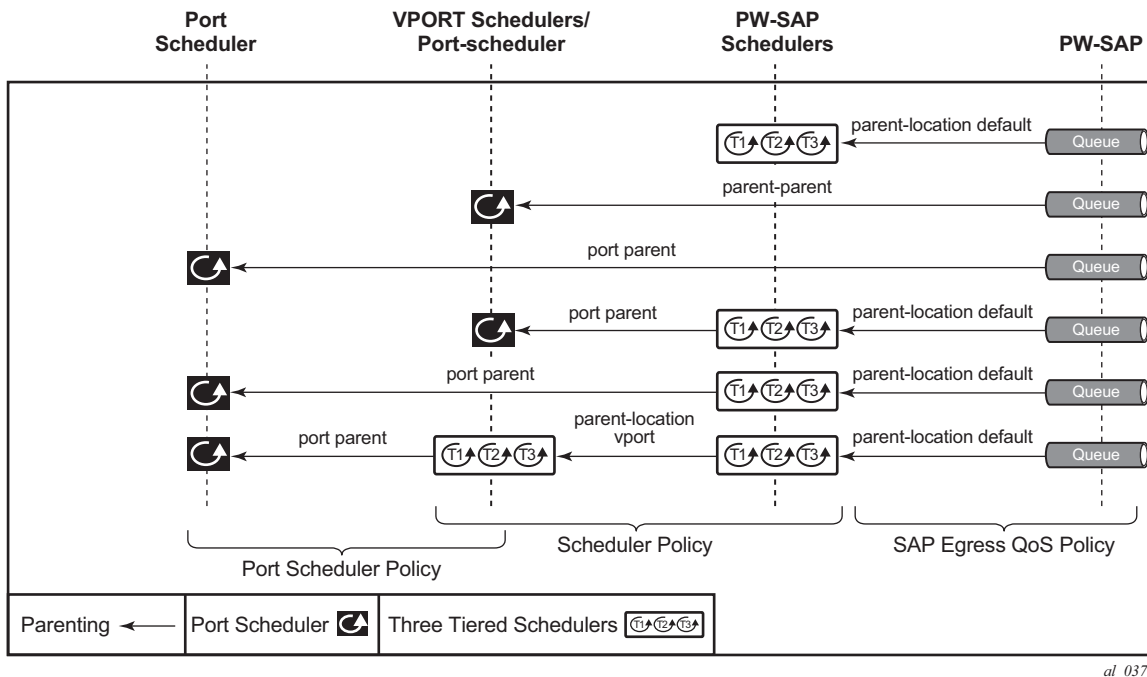 Port
Scheduler
VPORT Schedulers/
Port-scheduler
PW-SAP
Schedulers
PW-SAP
T1 T2 T3
parent-location default
Queue
parent-parent
Queue
port parent
Queue
port parent
T1 T2 T3
parent-location default
Queue
port parent
T1 T2 T3
parent-location default
Queue
port parent
T1 T2 T3
parent-location
vport
T1 T2 T3
parent-location default
Queue
Port Scheduler Policy
Scheduler Policy
SAP Egress QoS Policy
Parenting
Port Scheduler
Three Tiered Schedulers
T1 T2 T3
al_037